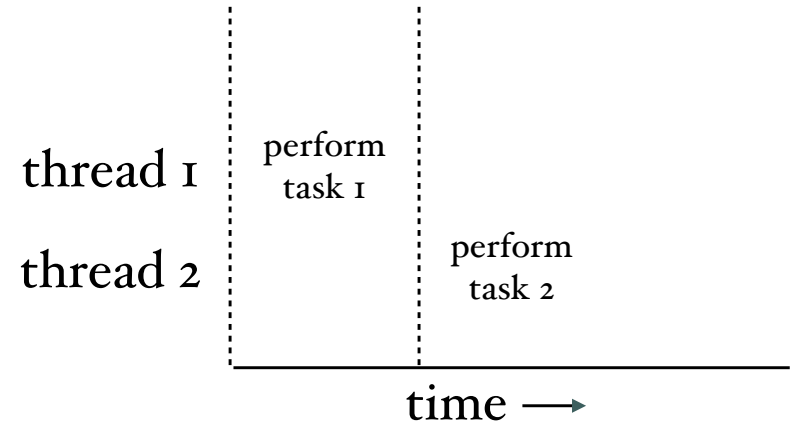 perform
thread 1
task 1
perform
thread 2
task 2
time